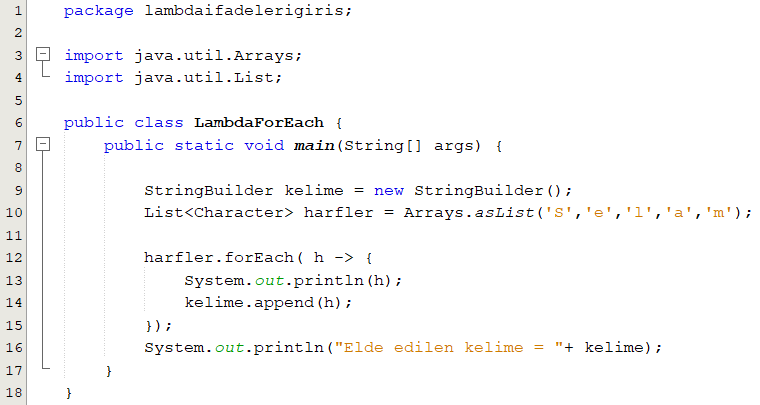 1 package lambdaifadelerigiris;
2
3 import java.util.Arrays;
4 import java.util.List;
5
6 public class LambdaForEach {
7 public static void main(String[] args) {
8
9 StringBuilder kelime = new StringBuilder();
10 List<Character> harfler = Arrays.asList('S','e','l','a','m');
11
12 harfler.forEach( h -> {
13 System.out.println(h);
14 kelime.append(h);
15 });
16 System.out.println("Elde edilen kelime = "+ kelime);
17 }
18 }